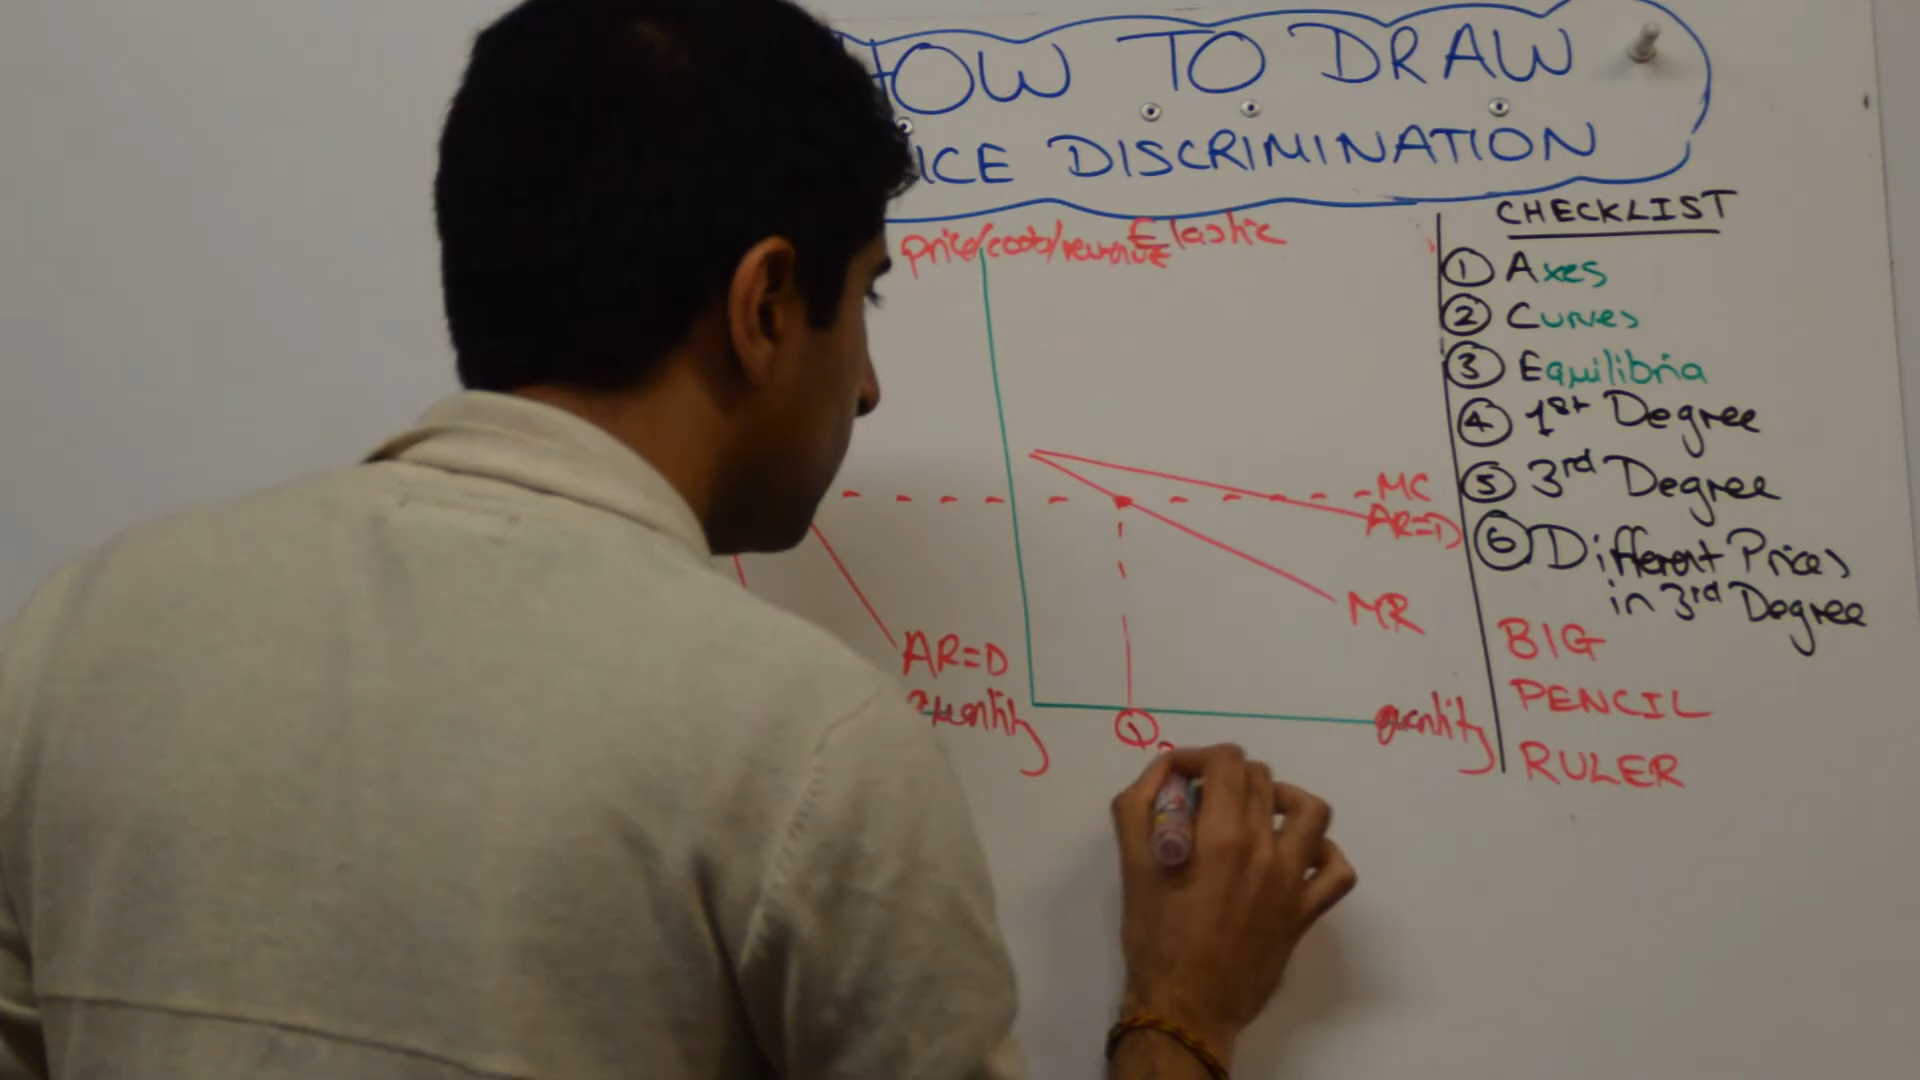 HOW TO DRAW
ICE DISCRIMINATION
CHECKLIST
① Axes
② Curves
③ Equilibria
④ 1st Degree
⑤ 3rd Degree
⑥ Different Prices
in 3rd Degree
BIG
PENCIL
RULER
price/costs/revenue
Elastic
MC
AR=D
MR
AR=D
quantity
Q
quantity